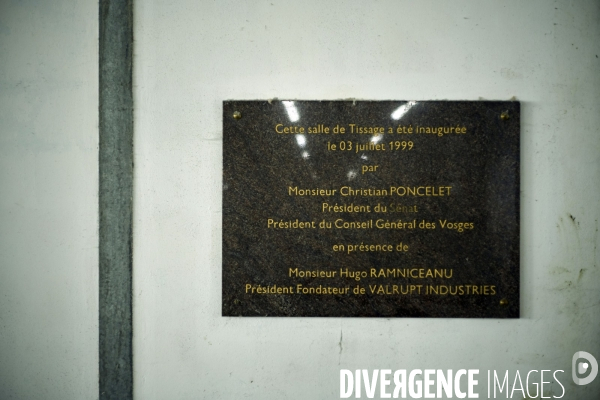 Cette salle de Tissage a été inaugurée
le 03 juillet 1999
par
Monsieur Christian PONCELET
Président du Sénat
Président du Conseil Général des Vosges
en présence de
Monsieur Hugo RAMNICEANU
Président Fondateur de VALRUPT INDUSTRIES
DIVERGENCE IMAGES